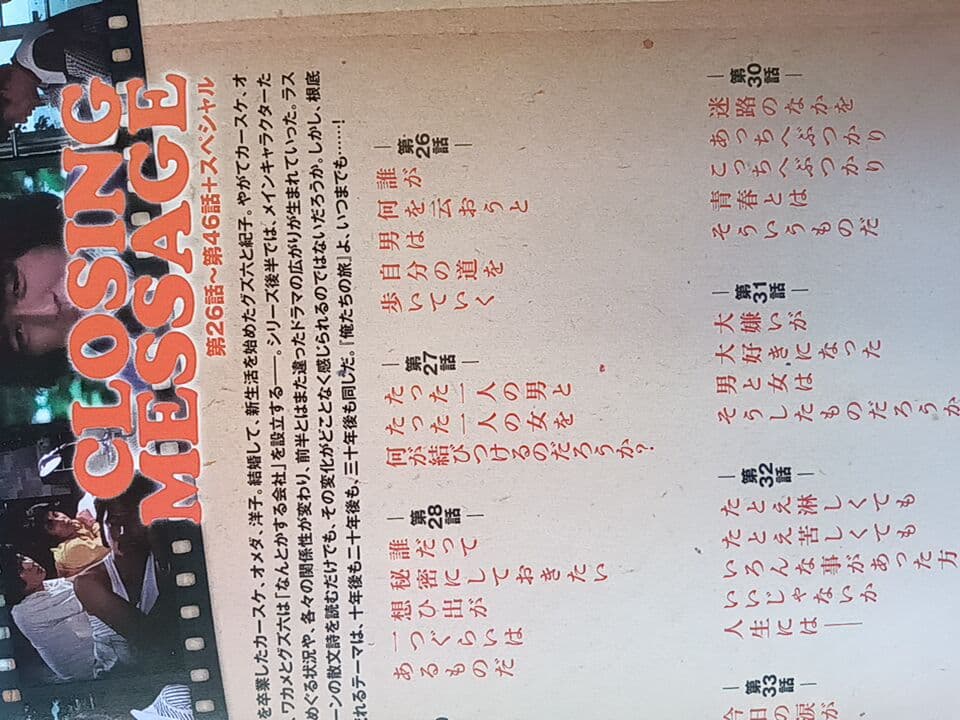 CLOSING
MESSAGE
第26話〜第46話+スペシャル
を卒業したカースケ、オメダ、洋子。結婚して、新生活を始めたグズ六と紀子。やがてカースケ、オ
、ワカメとグズ六は「なんとかする会社」を設立する――。シリーズ後半では、メインキャラクターた
めぐる状況や、各々の関係性が変わり、前半とはまた違ったドラマの広がりが生まれていった。ラス
ーンの散文詩を読むだけでも、その変化がどことなく感じられるのではないだろうか。しかし、根底
れるテーマは、十年後も二十年後も、三十年後も同じだ。『俺たちの旅』よ、いつまでも……!
第26話
誰が
何を云おうと
男は
自分の道を
歩いていく
第27話
たった一人の男と
たった一人の女を
何が結びつけるのだろうか?
第28話
誰だって
秘密にしておきたい
想ひ出が
一つぐらいは
あるものだ
第30話
迷路のなかを
あっちへぶつかり
こっちへぶつかり
青春とは
そういうものだ
第31話
大嫌いが
大好きになった
男と女は
そうしたものだろうか
第32話
たとえ淋しくても
たとえ苦しくても
いろんな事があった方
いいじゃないか
人生には――
第33話
今日の涙が